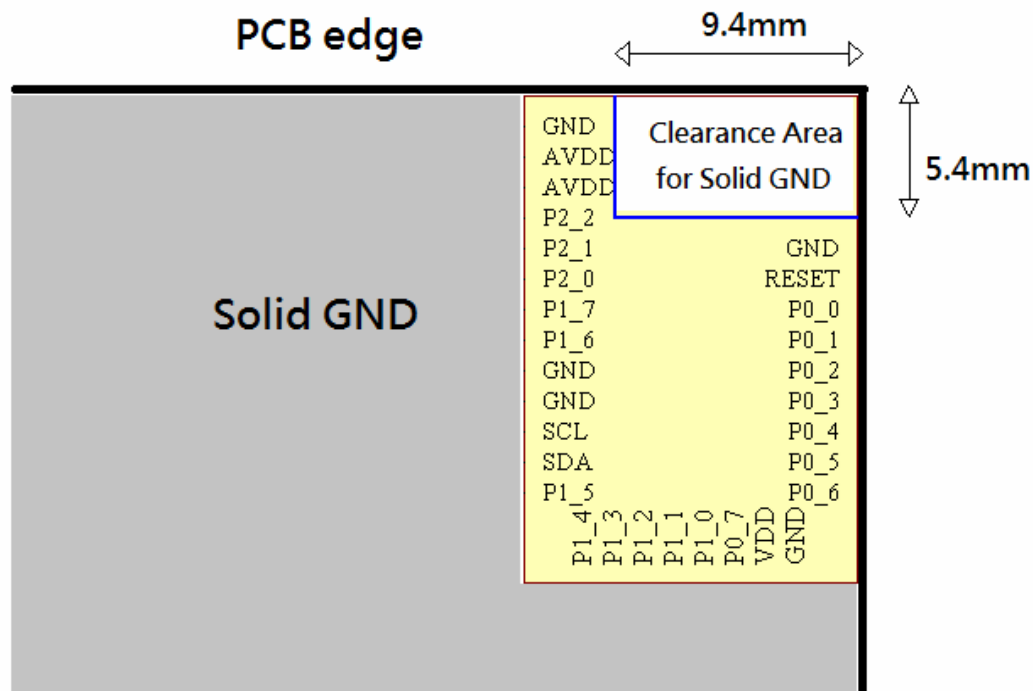 PCB edge
9.4mm
5.4mm
Clearance Area
for Solid GND
Solid GND
GND
AVDD
AVDD
P2_2
P2_1
P2_0
P1_7
P1_6
GND
GND
SCL
SDA
P1_5
P1_4
P1_3
P1_2
P1_1
P1_0
P0_7
VDD
GND
GND
RESET
P0_0
P0_1
P0_2
P0_3
P0_4
P0_5
P0_6